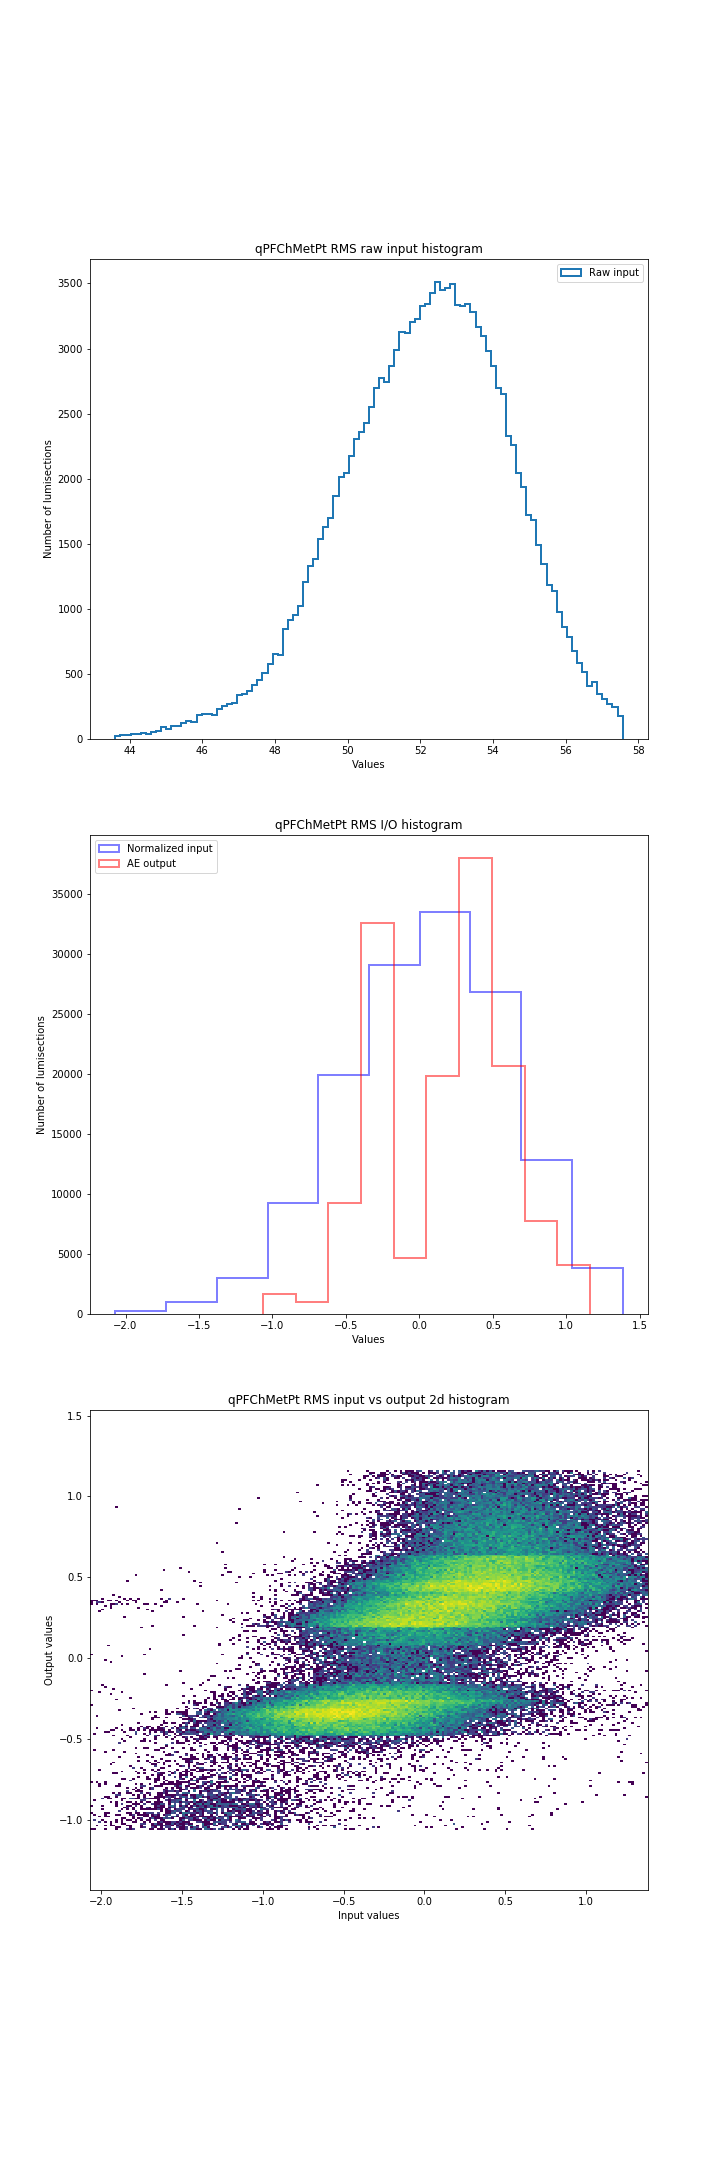 qPFChMetPt RMS raw input histogram
Raw input
3500
3000
2500
2000
1500
1000
500
0
Number of lumisections
44 46 48 50 52 54 56 58
Values
qPFChMetPt RMS I/O histogram
Normalized input
AE output
35000
30000
25000
20000
15000
10000
5000
0
Number of lumisections
−2.0 −1.5 −1.0 −0.5 0.0 0.5 1.0 1.5
Values
qPFChMetPt RMS input vs output 2d histogram
1.5
1.0
0.5
0.0
−0.5
−1.0
Output values
−2.0 −1.5 −1.0 −0.5 0.0 0.5 1.0
Input values